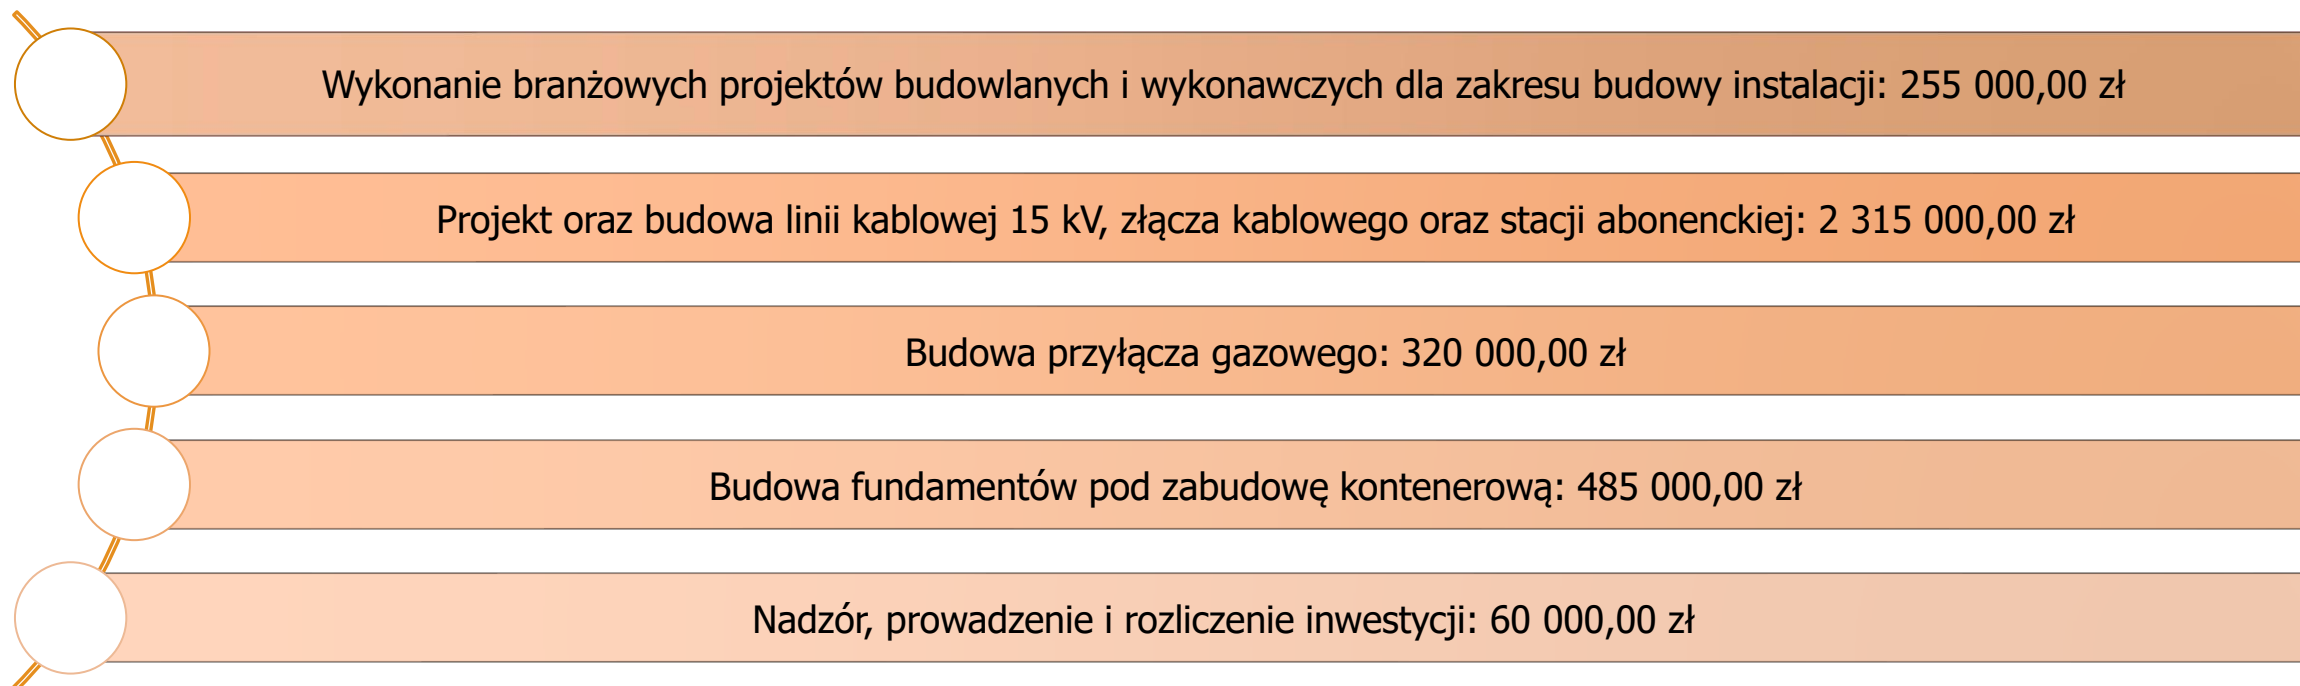 Wykonanie branżowych projektów budowlanych i wykonawczych dla zakresu budowy instalacji: 255 000,00 zł
Projekt oraz budowa linii kablowej 15 kV, złącza kablowego oraz stacji abonenckiej: 2 315 000,00 zł
Budowa przyłącza gazowego: 320 000,00 zł
Budowa fundamentów pod zabudowę kontenerową: 485 000,00 zł
Nadzór, prowadzenie i rozliczenie inwestycji: 60 000,00 zł